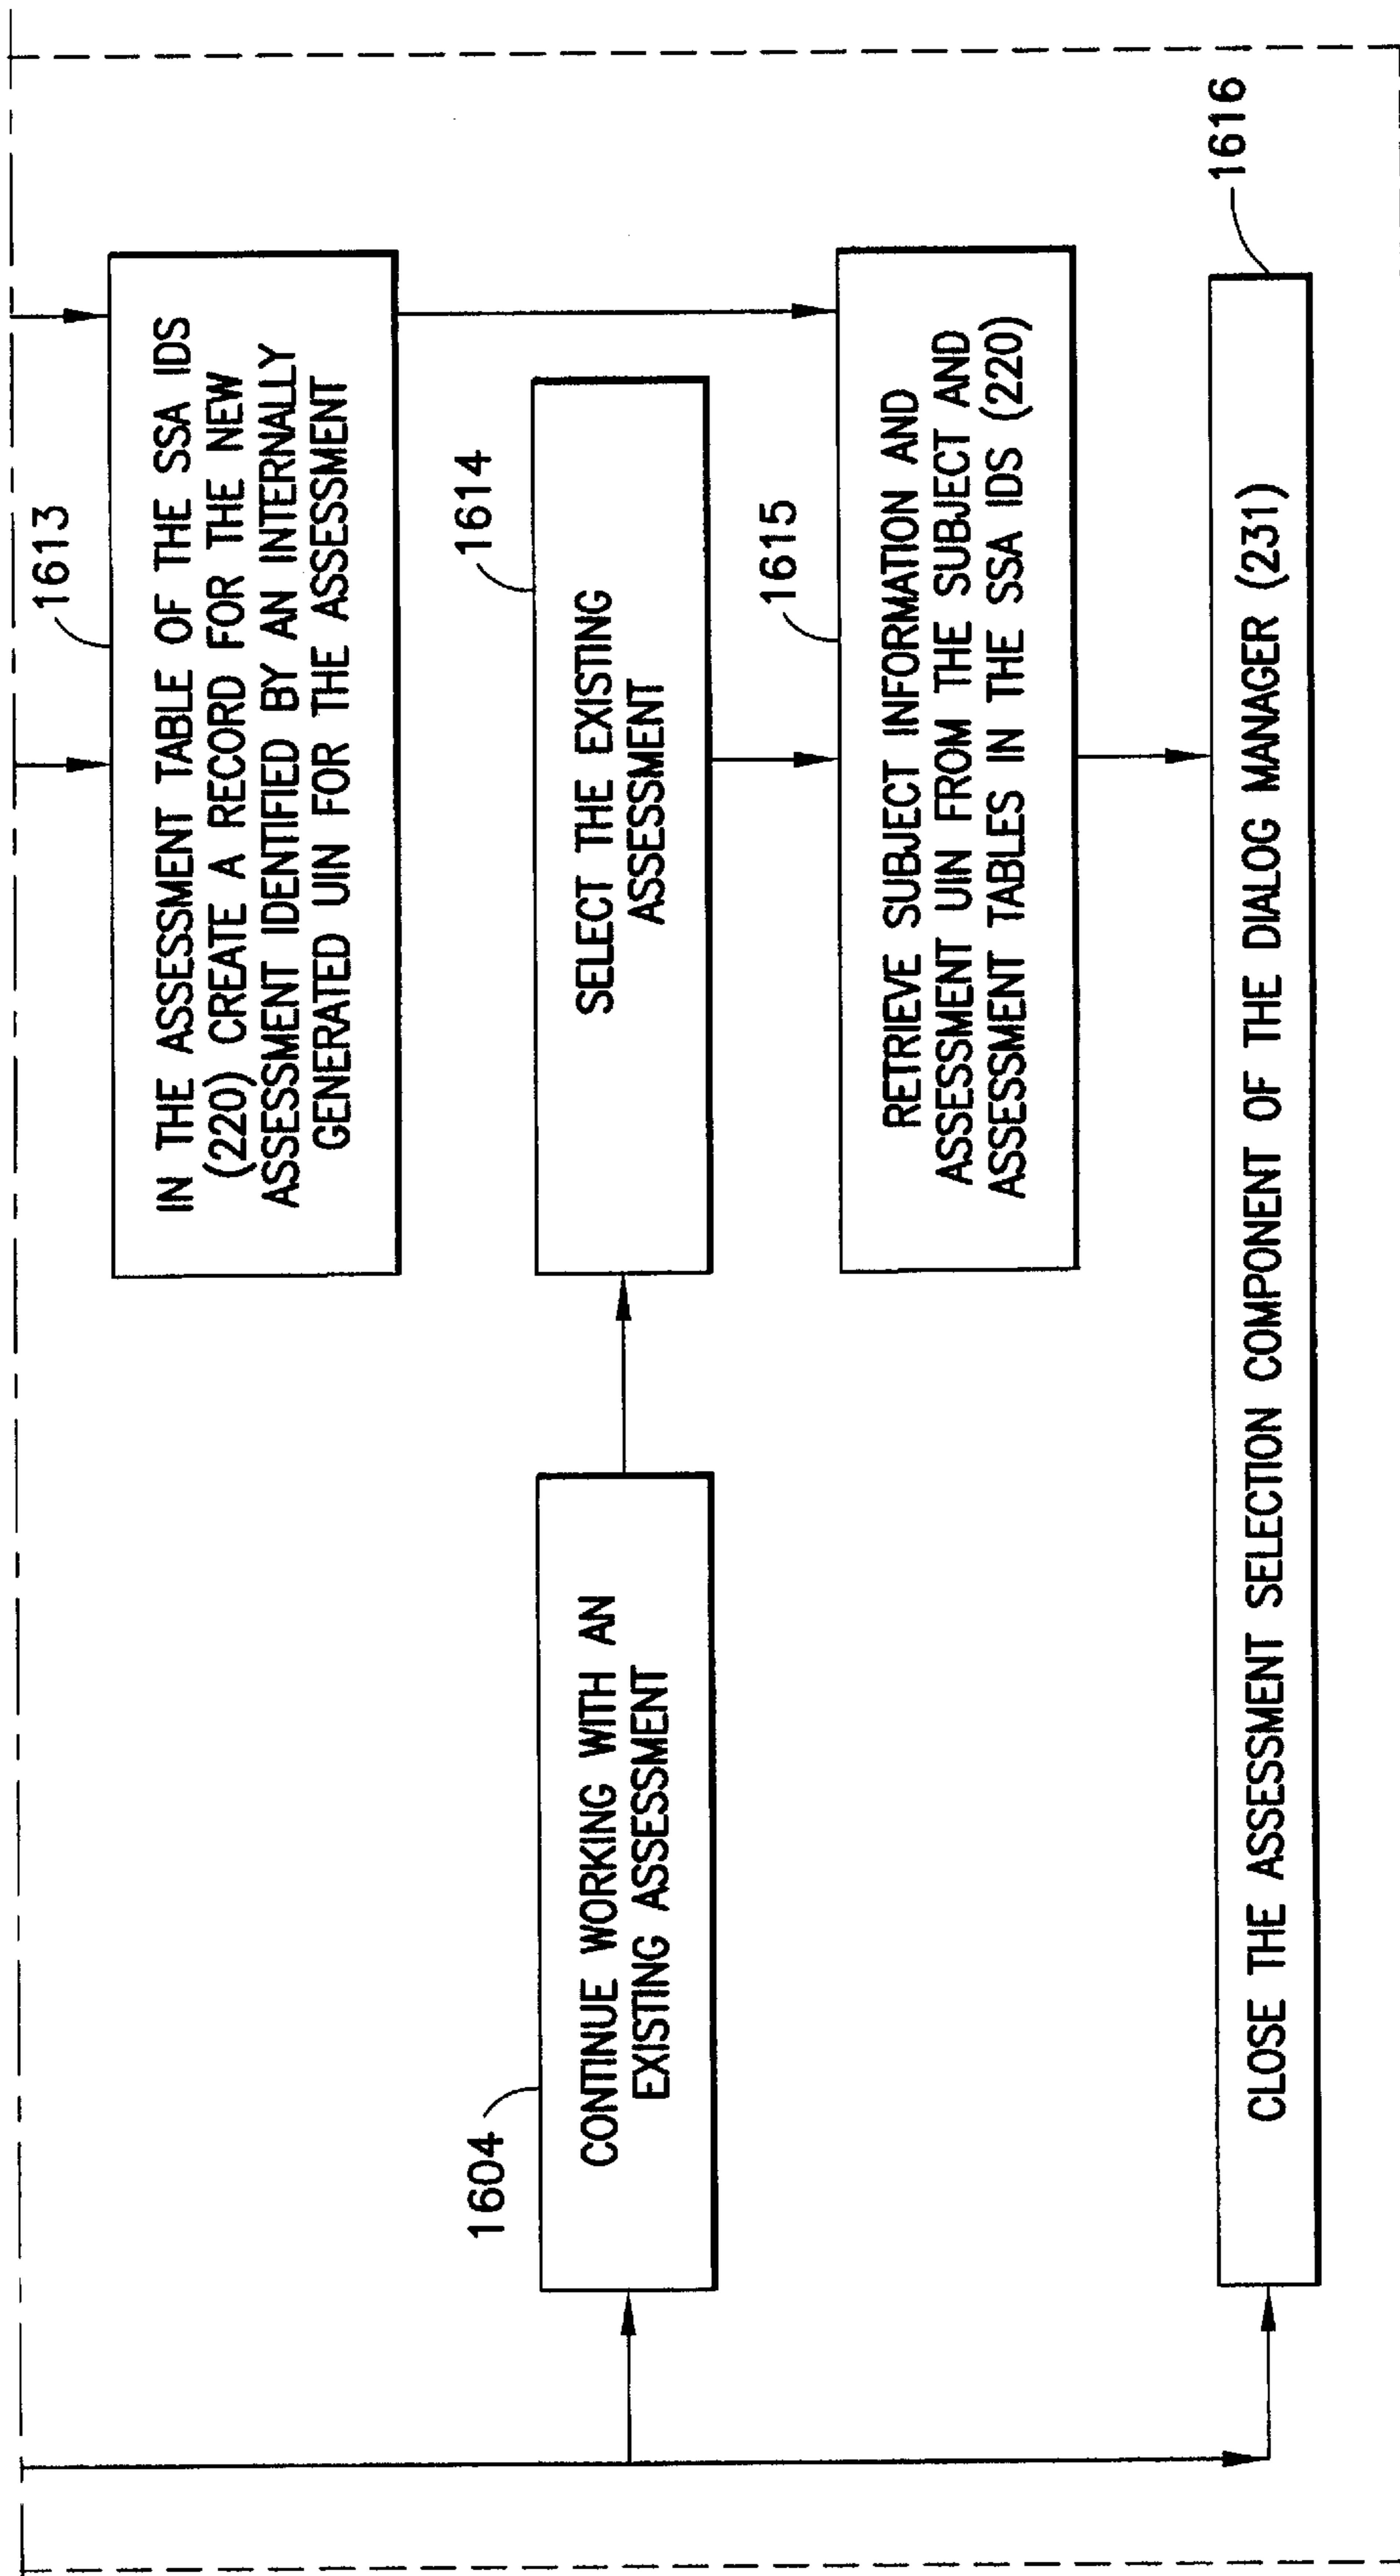 1613
IN THE ASSESSMENT TABLE OF THE SSA IDS
(220) CREATE A RECORD FOR THE NEW
ASSESSMENT IDENTIFIED BY AN INTERNALLY
GENERATED UIN FOR THE ASSESSMENT
1604
CONTINUE WORKING WITH AN
EXISTING ASSESSMENT
1614
SELECT THE EXISTING
ASSESSMENT
1615
RETRIEVE SUBJECT INFORMATION AND
ASSESSMENT UIN FROM THE SUBJECT AND
ASSESSMENT TABLES IN THE SSA IDS (220)
CLOSE THE ASSESSMENT SELECTION COMPONENT OF THE DIALOG MANAGER (231)
1616